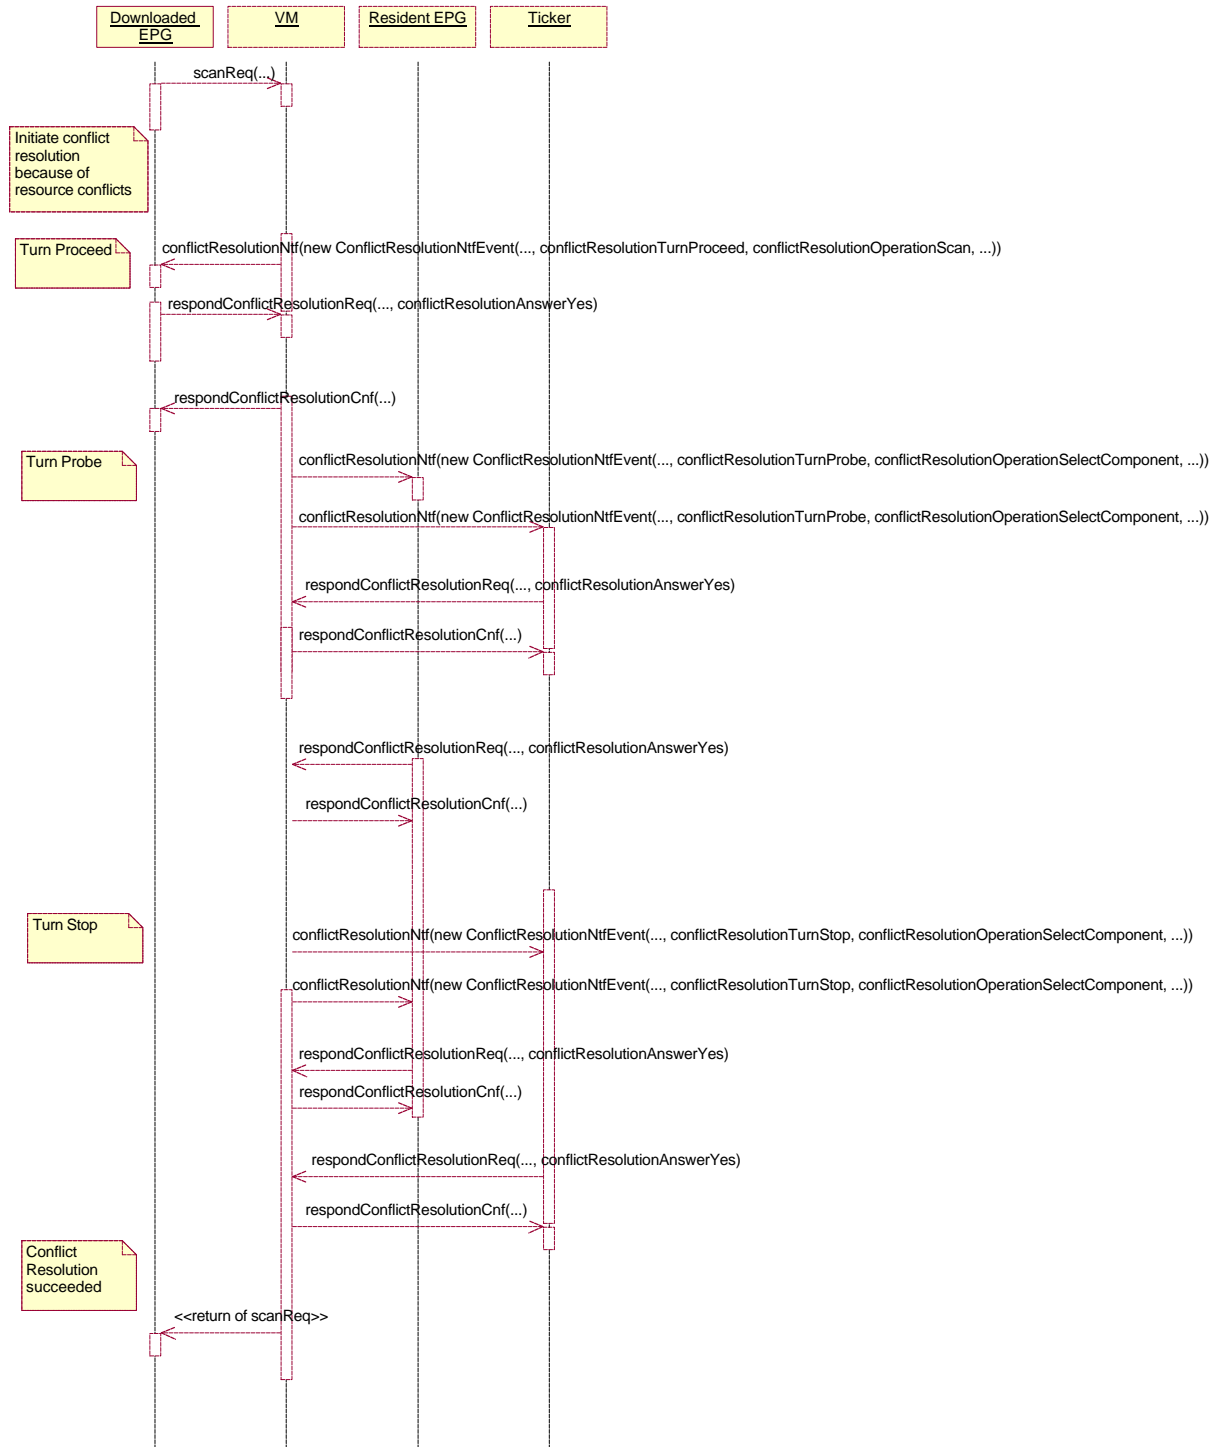 Downloaded
EPG
VM
Resident EPG
Ticker
scanReq(...)
Initiate conflict
resolution
because of
resource conflicts
Turn Proceed
conflictResolutionNtf(new ConflictResolutionNtfEvent(..., conflictResolutionTurnProceed, conflictResolutionOperationScan, ...))
respondConflictResolutionReq(..., conflictResolutionAnswerYes)
respondConflictResolutionCnf(...)
Turn Probe
conflictResolutionNtf(new ConflictResolutionNtfEvent(..., conflictResolutionTurnProbe, conflictResolutionOperationSelectComponent, ...))
conflictResolutionNtf(new ConflictResolutionNtfEvent(..., conflictResolutionTurnProbe, conflictResolutionOperationSelectComponent, ...))
respondConflictResolutionReq(..., conflictResolutionAnswerYes)
respondConflictResolutionCnf(...)
respondConflictResolutionReq(..., conflictResolutionAnswerYes)
respondConflictResolutionCnf(...)
Turn Stop
conflictResolutionNtf(new ConflictResolutionNtfEvent(..., conflictResolutionTurnStop, conflictResolutionOperationSelectComponent, ...))
conflictResolutionNtf(new ConflictResolutionNtfEvent(..., conflictResolutionTurnStop, conflictResolutionOperationSelectComponent, ...))
respondConflictResolutionReq(..., conflictResolutionAnswerYes)
respondConflictResolutionCnf(...)
respondConflictResolutionReq(..., conflictResolutionAnswerYes)
respondConflictResolutionCnf(...)
Conflict
Resolution
succeeded
<<return of scanReq>>